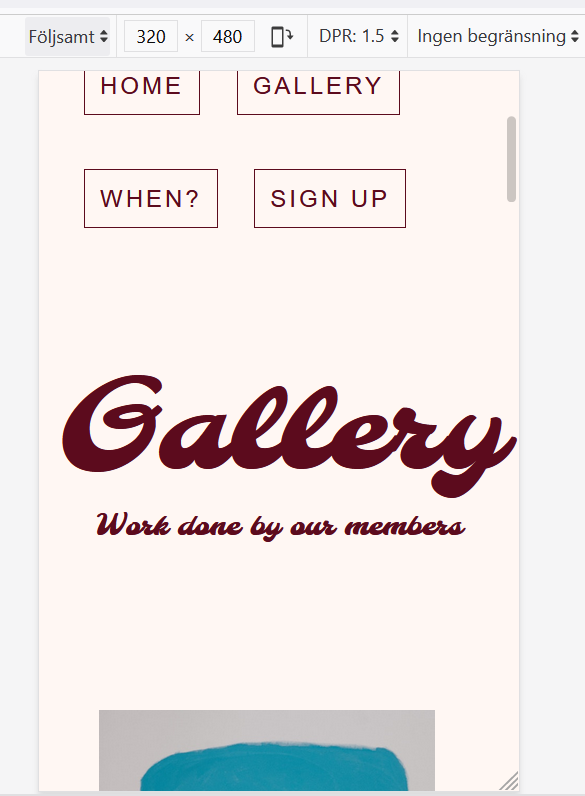 Följsamt 320 × 480 DPR: 1.5 Ingen begränsning
HOME GALLERY
WHEN? SIGN UP
Gallery
Work done by our members